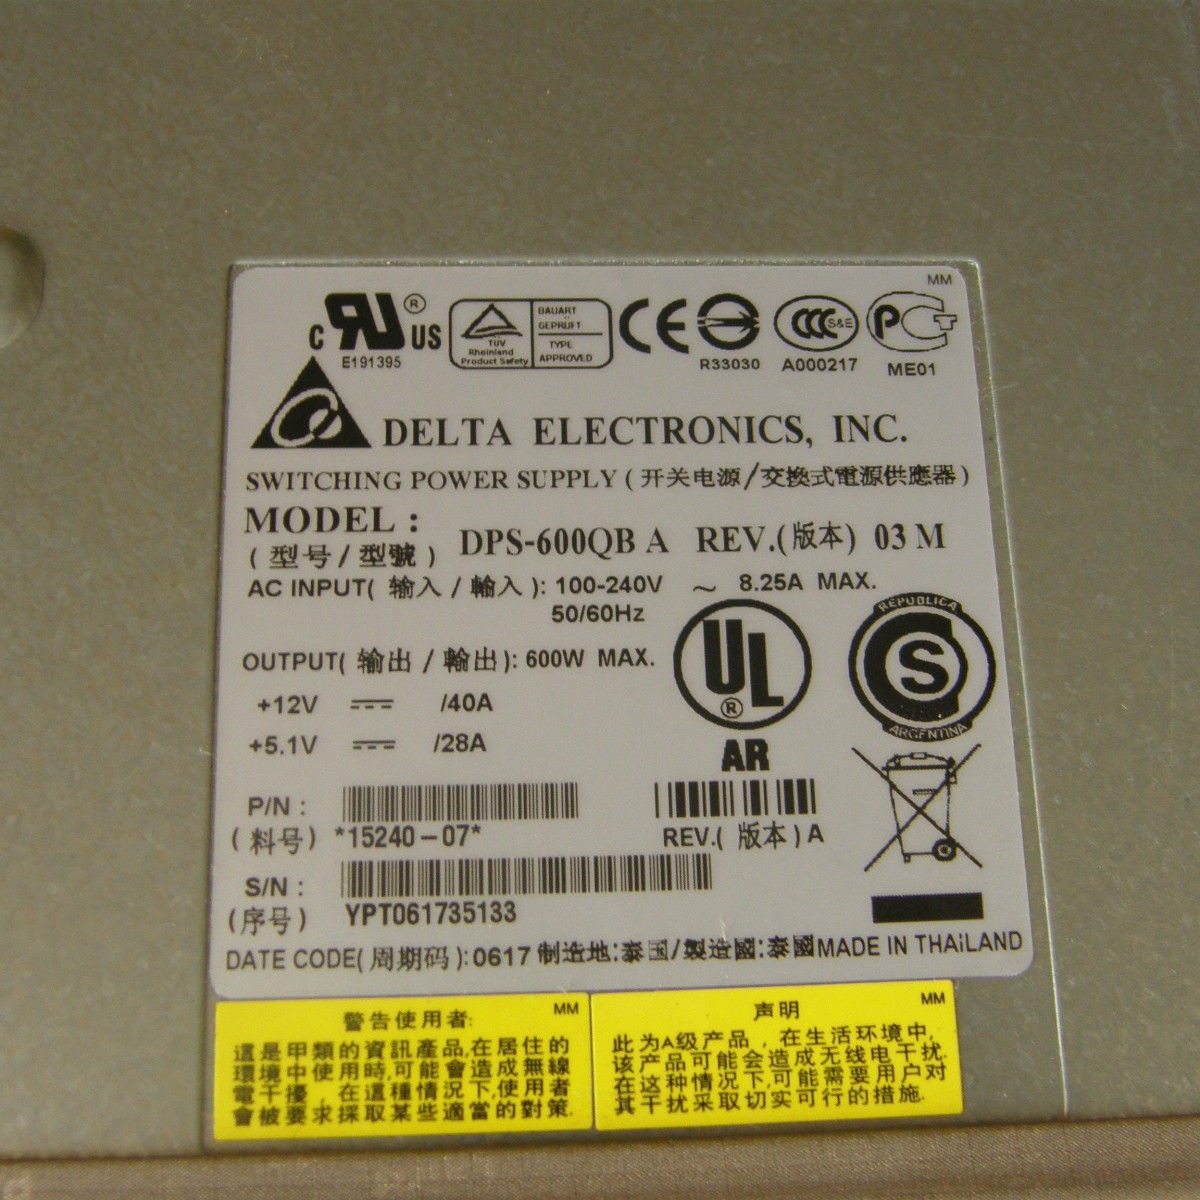 MM
C RU US ®
E191395
TÜV
Rheinland
Product Safety
BAUART
GEPRÜFT
TYPE
APPROVED
CE
R33030
CCC S&E
A000217
PCT
ME01
DELTA ELECTRONICS, INC.
SWITCHING POWER SUPPLY (开关电源/交換式電源供應器)
MODEL : DPS-600QB A REV.(版本) 03 M
(型号/型號)
AC INPUT(输入/輸入): 100-240V ~ 8.25A MAX.
50/60Hz
OUTPUT(输出/輸出): 600W MAX.
+12V ⎓ /40A
+5.1V ⎓ /28A
UL ®
AR
REPUBLICA
S
ARGENTINA
P/N :
(料号) *15240-07*
REV.(版本) A
S/N :
(序号) YPT061735133
DATE CODE(周期码):0617 制造地:泰国/製造國:泰國 MADE IN THAiLAND
MM
警告使用者:
這是甲類的資訊產品,在居住的
環境中使用時,可能會造成無線
電干擾，在這種情況下,使用者
會被要求採取某些適當的對策.
MM
声明
此为A级产品，在生活环境中,
该产品可能会造成无线电干扰.
在这种情况下,可能需要用户对
其干扰采取切实可行的措施.